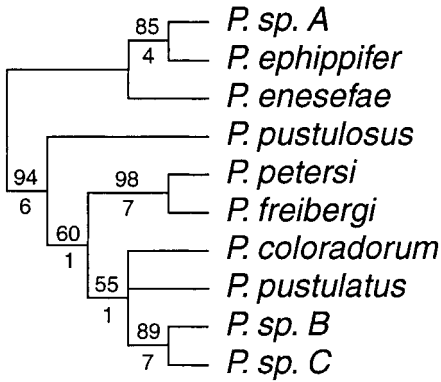 85
P. sp. A
4
P. ephippifer
P. enesefae
P. pustulosus
94
98
P. petersi
6
7
P. freibergi
60
P. coloradorum
1
55
P. pustulatus
1
89
P. sp. B
7
P. sp. C